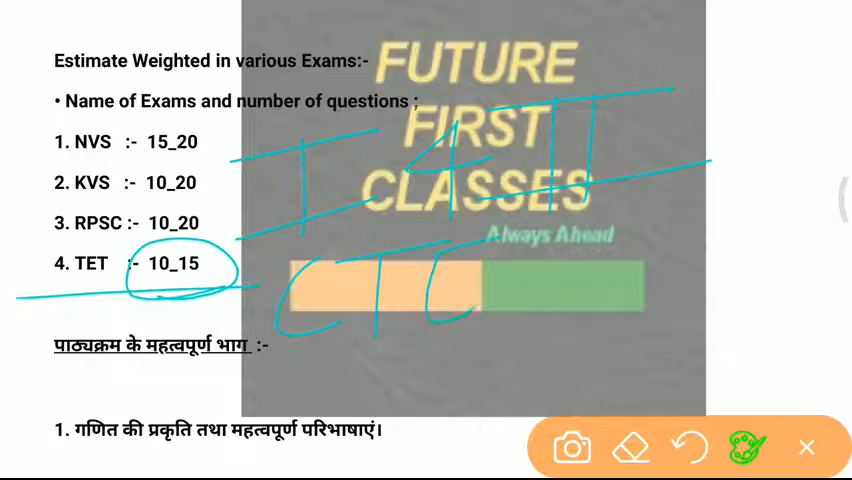 Estimate Weighted in various Exams:-
• Name of Exams and number of questions ;
1. NVS :- 15_20
2. KVS :- 10_20
3. RPSC :- 10_20
4. TET :- 10_15
पाठ्यक्रम के महत्वपूर्ण भाग :-
1. गणित की प्रकृति तथा महत्वपूर्ण परिभाषाएं।
FUTURE
FIRST
CLASSES
Always Ahead